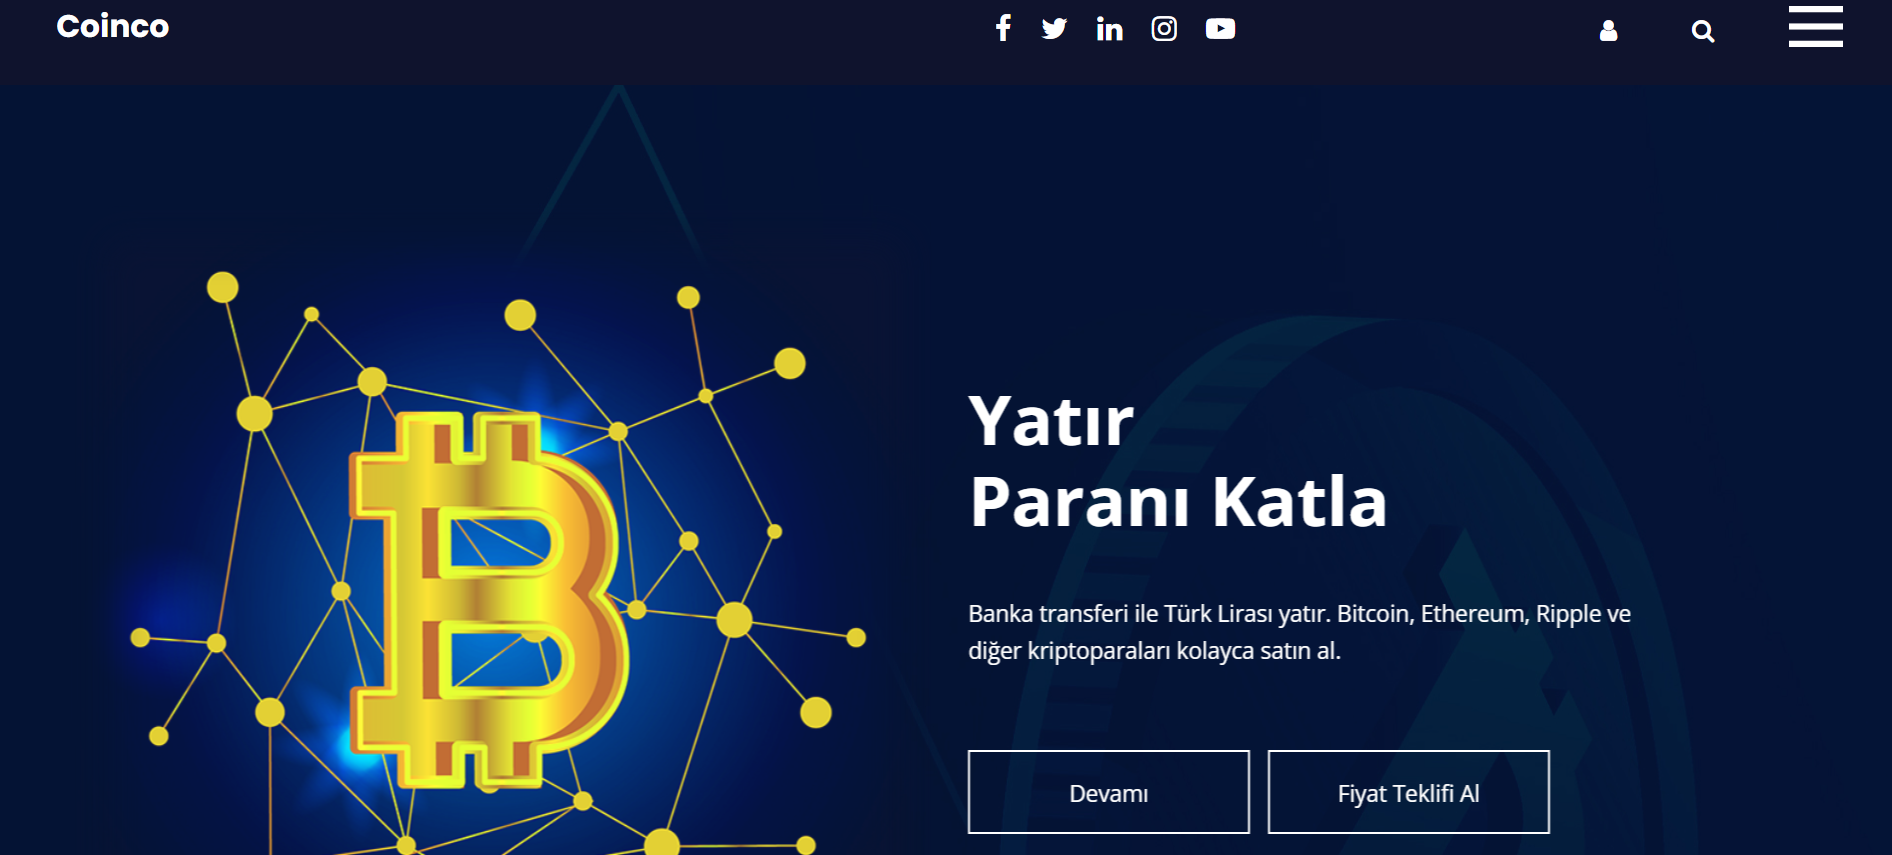 Coinco
Yatır
Paranı Katla
Banka transferi ile Türk Lirası yatır. Bitcoin, Ethereum, Ripple ve
diğer kriptoparaları kolayca satın al.
Devamı
Fiyat Teklifi Al